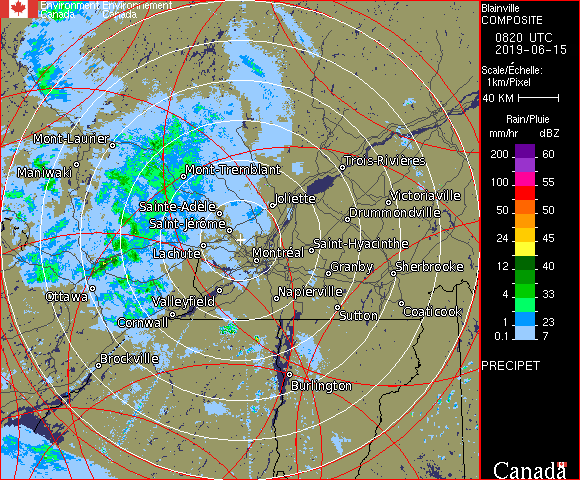 Environment Environnement
Canada Canada
Blainville
COMPOSITE
0820 UTC
2019-06-15
Scale/Échelle:
1km/Pixel
40 KM
Rain/Pluie
mm/hr dBZ
200 60
100 55
50 50
24 45
12 40
4 33
1 23
0.1 7
PRECIPET
Canada
Mont-Laurier
Maniwaki
Mont-Tremblant
Trois-Rivières
Sainte-Adèle
Joliette
Victoriaville
Drummondville
Saint-Jérôme
Lachute
Montréal
Saint-Hyacinthe
Granby
Sherbrooke
Ottawa
Valleyfield
Napierville
Cornwall
Sutton
Coaticook
Brockville
Burlington